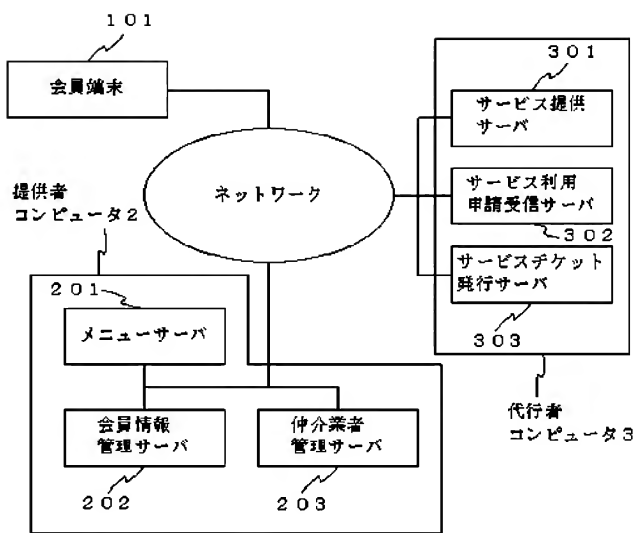 １０１
会員端末
３０１
サービス提供
サーバ
提供者
コンピュータ２
ネットワーク
サービス利用
申請受信サーバ
３０２
サービスチケット
発行サーバ
３０３
２０１
メニューサーバ
会員情報
管理サーバ
２０２
仲介業者
管理サーバ
２０３
代行者
コンピュータ３